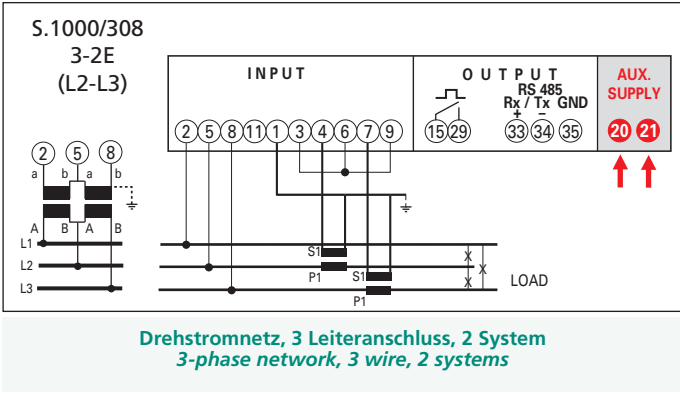 S.1000/308
3-2E
(L2-L3)
INPUT
OUTPUT
RS 485
Rx / Tx GND
+ −
AUX.
SUPPLY
2 5 8 11 1 3 4 6 7 9
15 29 33 34 35
20 21
2 5 8
a b a b
A B A B
L1
L2
L3
S1
P1
S1
P1
X
X
X
LOAD
Drehstromnetz, 3 Leiteranschluss, 2 System
3-phase network, 3 wire, 2 systems